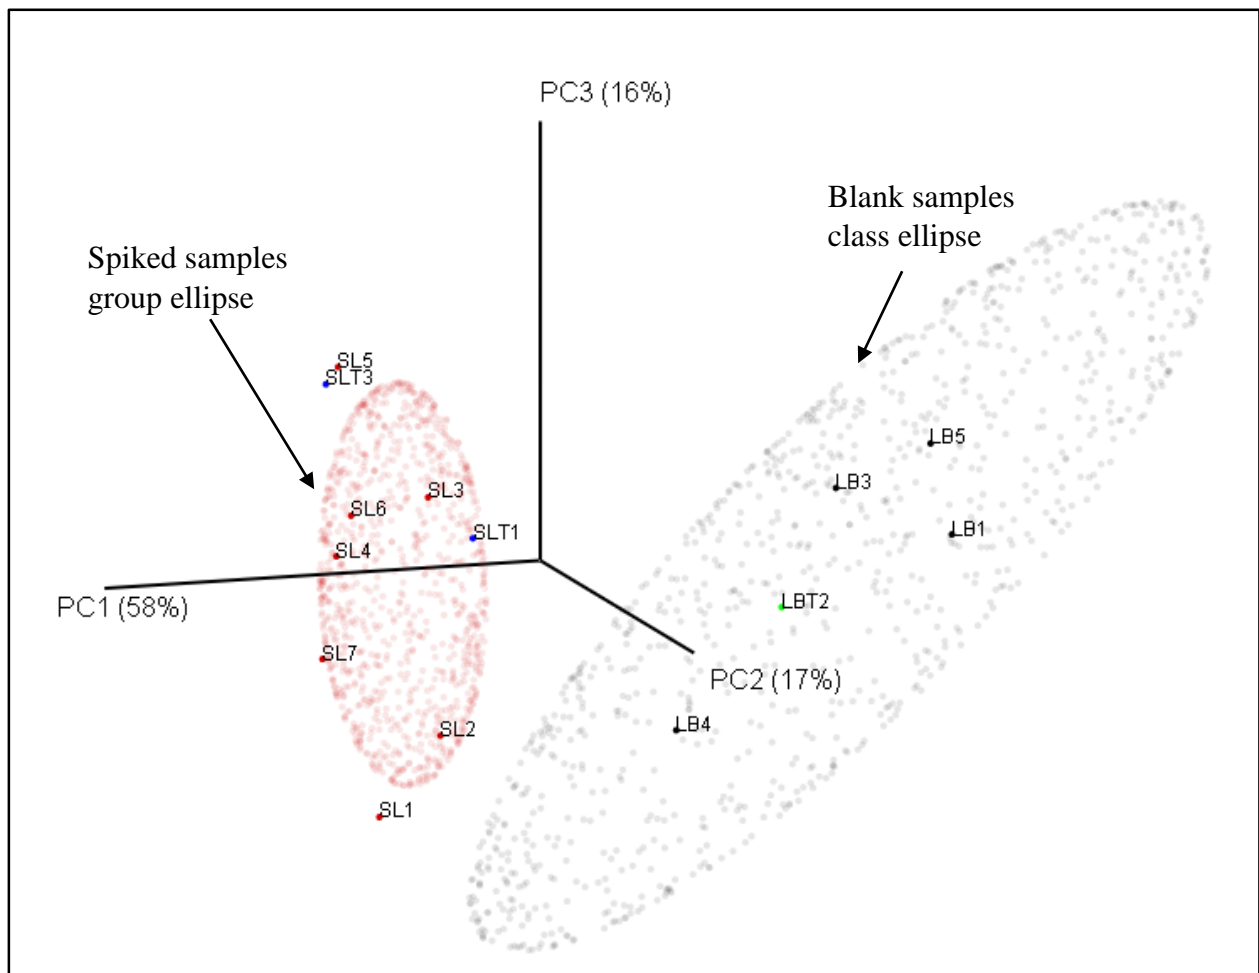 PC3 (16%)
Blank samples
class ellipse
Spiked samples
group ellipse
SL5
SLT3
LB5
LB3
SL3
SL6
SLT1
LB1
SL4
PC1 (58%)
LBT2
SL7
PC2 (17%)
SL2
LB4
SL1